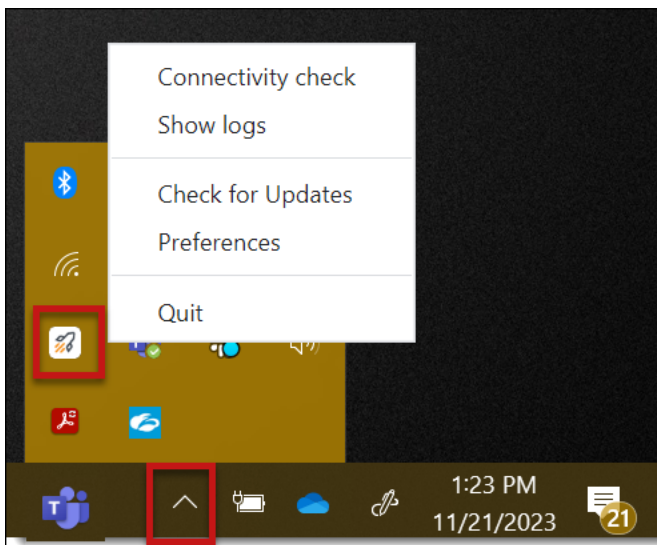 Connectivity check
Show logs
Check for Updates
Preferences
Quit
T
1:23 PM
11/21/2023
21